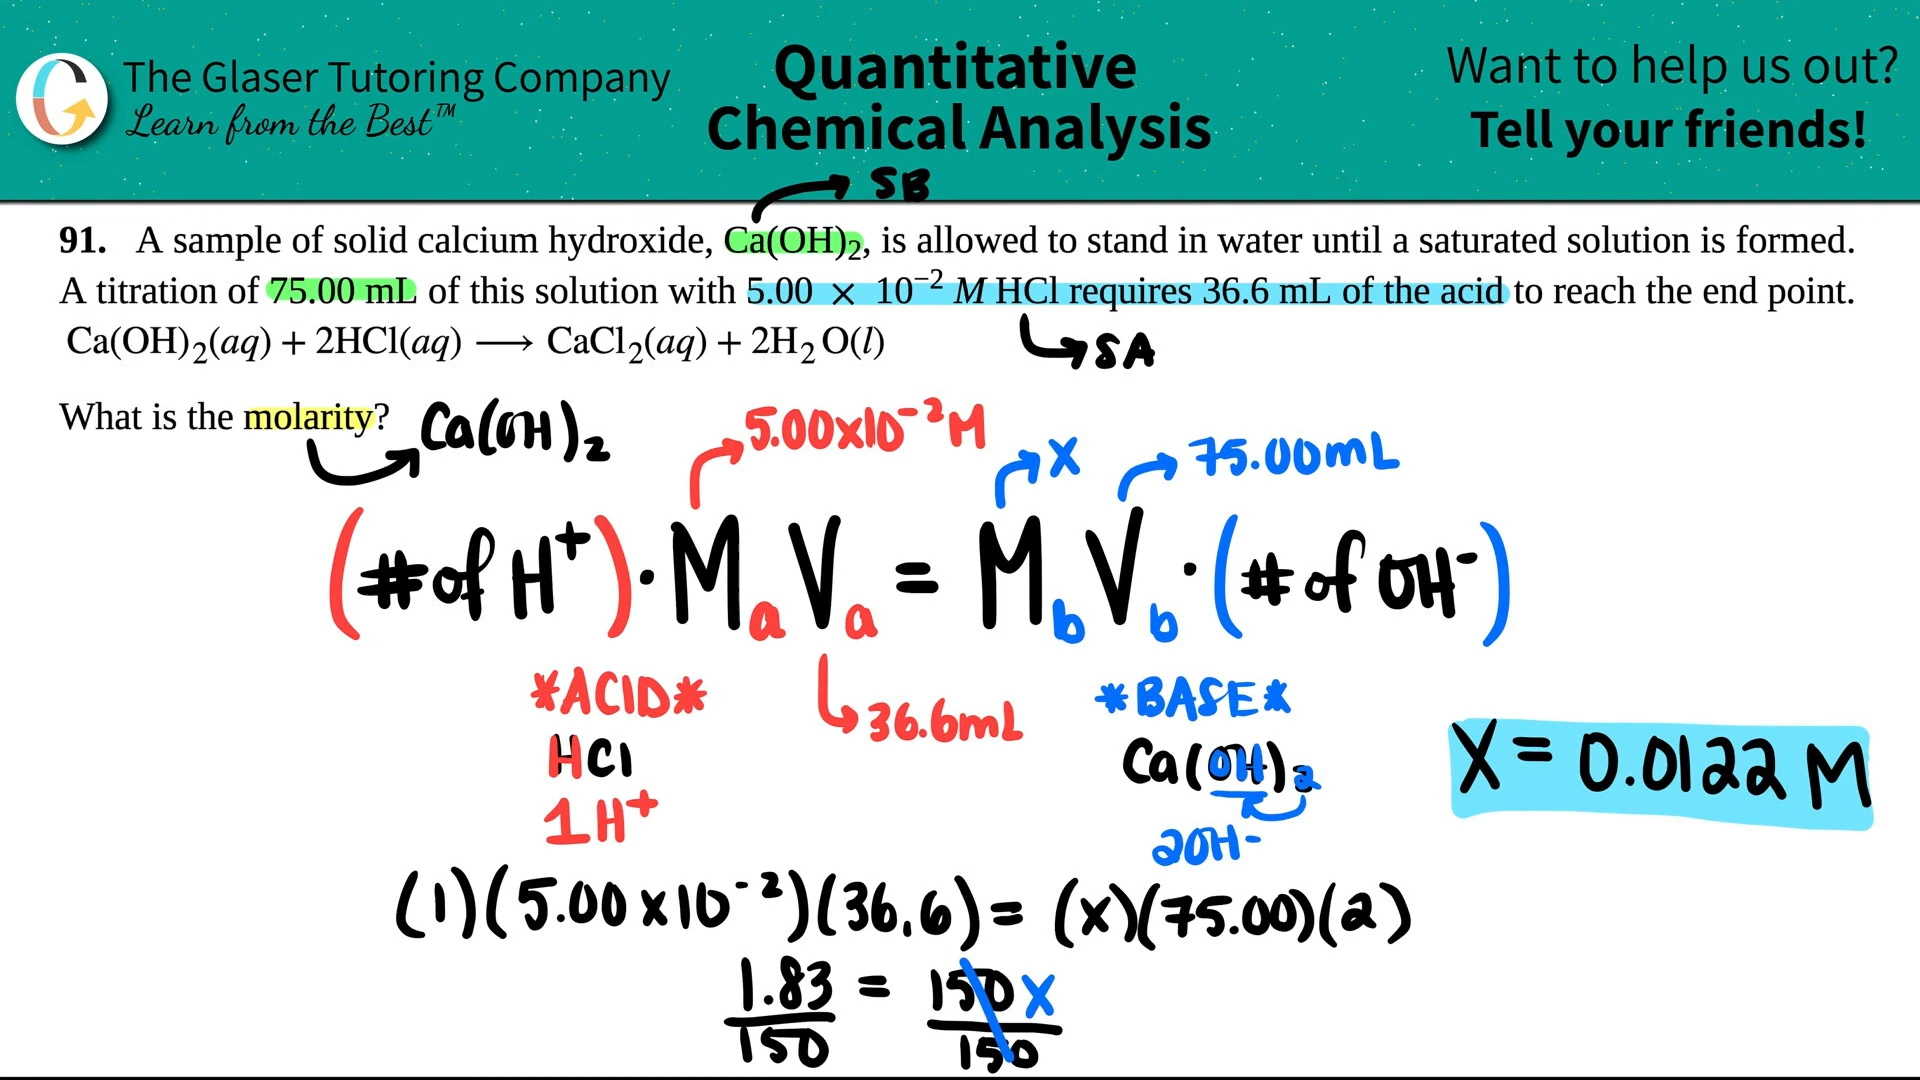 The Glaser Tutoring Company
Learn from the Best™
Quantitative
Chemical Analysis
Want to help us out?
Tell your friends!
SB
91. A sample of solid calcium hydroxide, Ca(OH)₂, is allowed to stand in water until a saturated solution is formed.
A titration of 75.00 mL of this solution with 5.00 × 10⁻² M HCl requires 36.6 mL of the acid to reach the end point.
Ca(OH)₂(aq) + 2HCl(aq) ⟶ CaCl₂(aq) + 2H₂O(l)
SA
What is the molarity?
Ca(OH)₂
5.00x10⁻²M
X
75.00mL
(# of H⁺) · MₐVₐ = M_b V_b · (# of OH⁻)
*ACID*
36.6mL
*BASE*
HCl
Ca(OH)₂
X = 0.0122 M
1H⁺
2OH⁻
(1)(5.00x10⁻²)(36.6) = (x)(75.00)(2)
1.83 = 150x
150 150